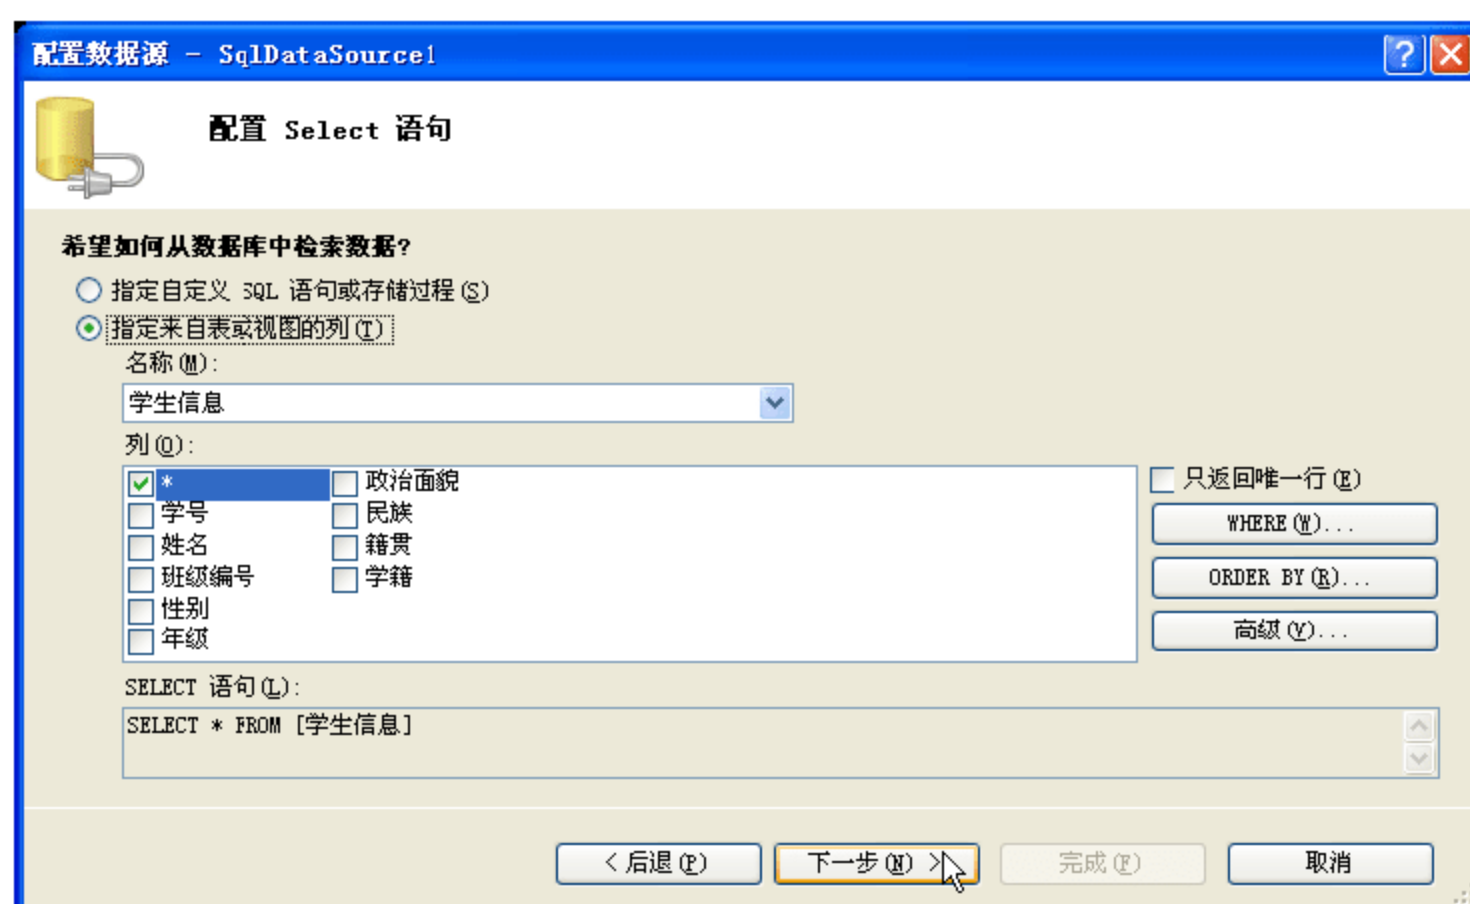 配置数据源 - SqlDataSource1
配置 Select 语句
希望如何从数据库中检索数据?
指定自定义 SQL 语句或存储过程(S)
指定来自表或视图的列(T)
名称(M):
学生信息
列(O):
* 政治面貌 只返回唯一行(E)
学号 民族 WHERE(W)...
姓名 籍贯
班级编号 学籍 ORDER BY(R)...
性别
年级 高级(V)...
SELECT 语句(L):
SELECT * FROM [学生信息]
< 后退(P) 下一步(N) > 完成(F) 取消